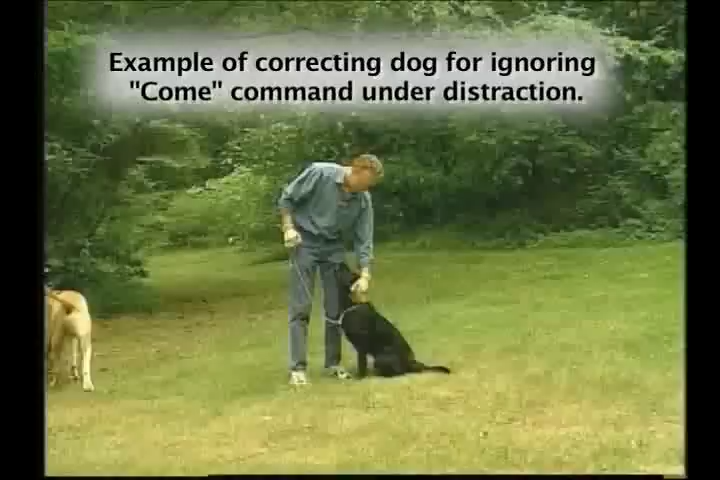 Example of correcting dog for ignoring
"Come" command under distraction.